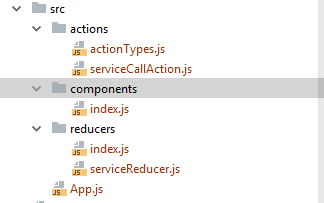 src
actions
actionTypes.js
serviceCallAction.js
components
index.js
reducers
index.js
serviceReducer.js
App.js